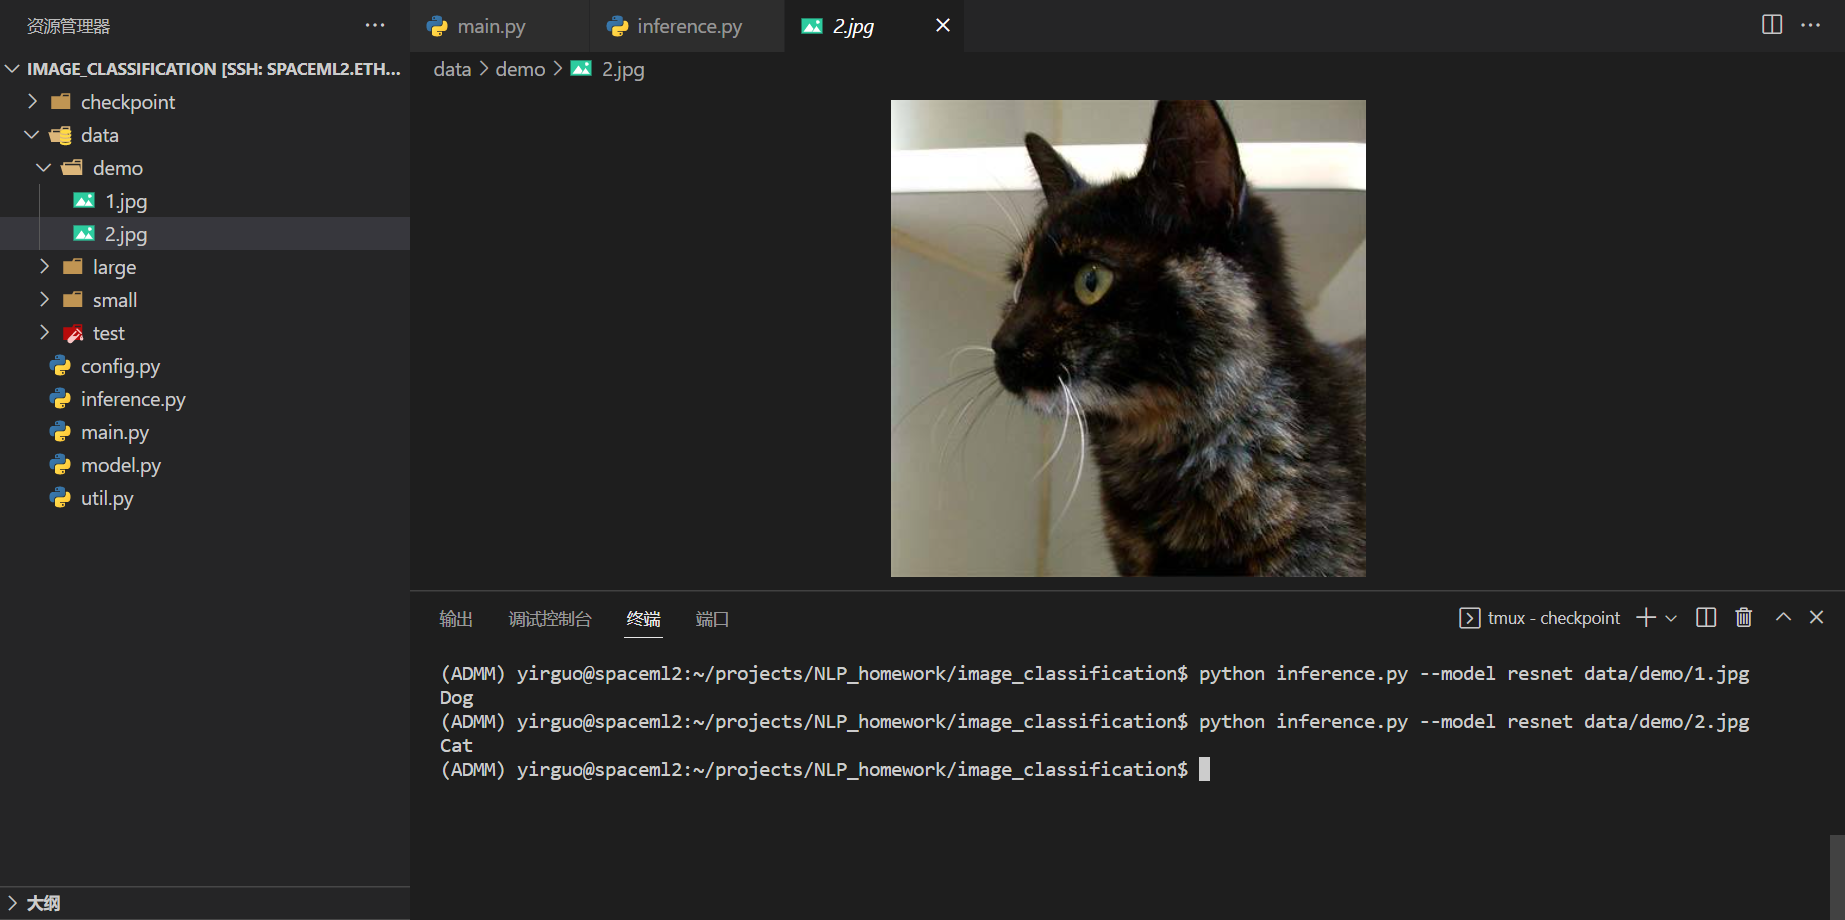 资源管理器
IMAGE_CLASSIFICATION [SSH: SPACEML2.ETH...
checkpoint
data
demo
1.jpg
2.jpg
large
small
test
config.py
inference.py
main.py
model.py
util.py
大纲
main.py
inference.py
2.jpg
data > demo > 2.jpg
输出
调试控制台
终端
端口
tmux - checkpoint
(ADMM) yirguo@spaceml2:~/projects/NLP_homework/image_classification$ python inference.py --model resnet data/demo/1.jpg
Dog
(ADMM) yirguo@spaceml2:~/projects/NLP_homework/image_classification$ python inference.py --model resnet data/demo/2.jpg
Cat
(ADMM) yirguo@spaceml2:~/projects/NLP_homework/image_classification$